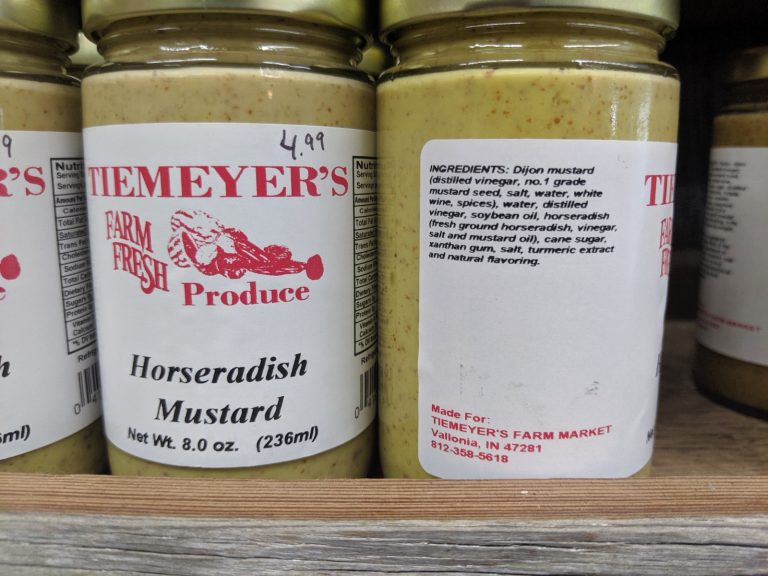 4.99
TIEMEYER'S
FARM
FRESH
Produce
Horseradish
Mustard
Net Wt. 8.0 oz. (236ml)
INGREDIENTS: Dijon mustard
(distilled vinegar, no.1 grade
mustard seed, salt, water, white
wine, spices), water, distilled
vinegar, soybean oil, horseradish
(fresh ground horseradish, vinegar,
salt and mustard oil), cane sugar,
xanthan gum, salt, turmeric extract
and natural flavoring.
Made For:
TIEMEYER'S FARM MARKET
Vallonia, IN 47281
812-358-5618